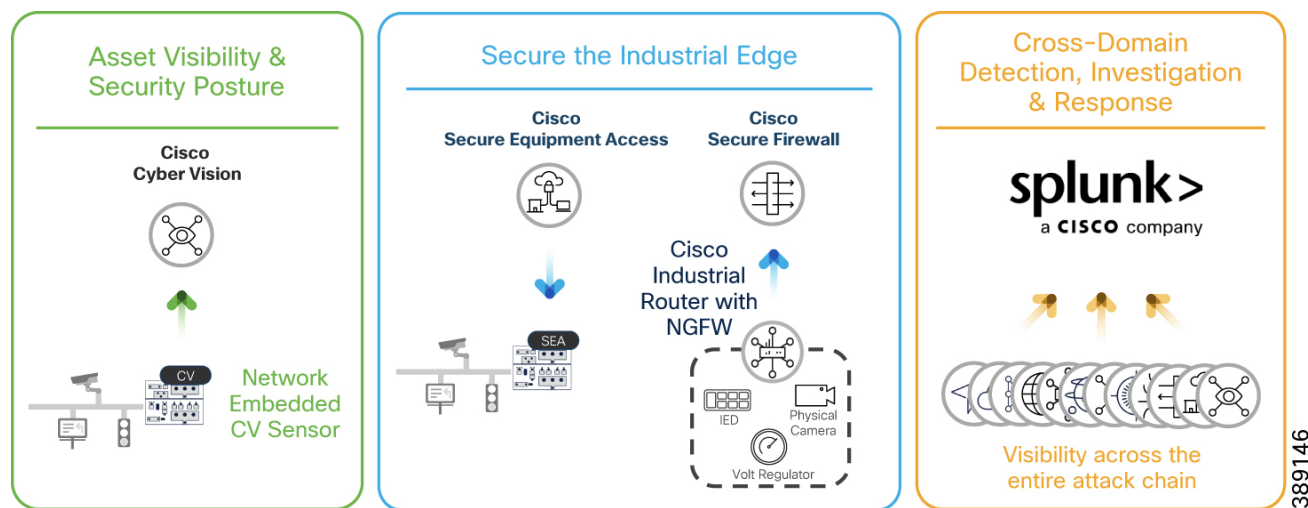 Asset Visibility &
Security Posture
Cisco
Cyber Vision
CV
Network
Embedded
CV Sensor
Secure the Industrial Edge
Cisco
Secure Equipment Access
SEA
Cisco
Secure Firewall
Cisco
Industrial
Router with
NGFW
IED
Physical
Camera
Volt Regulator
Cross-Domain
Detection, Investigation
& Response
splunk>
a CISCO company
Visibility across the
entire attack chain
389146